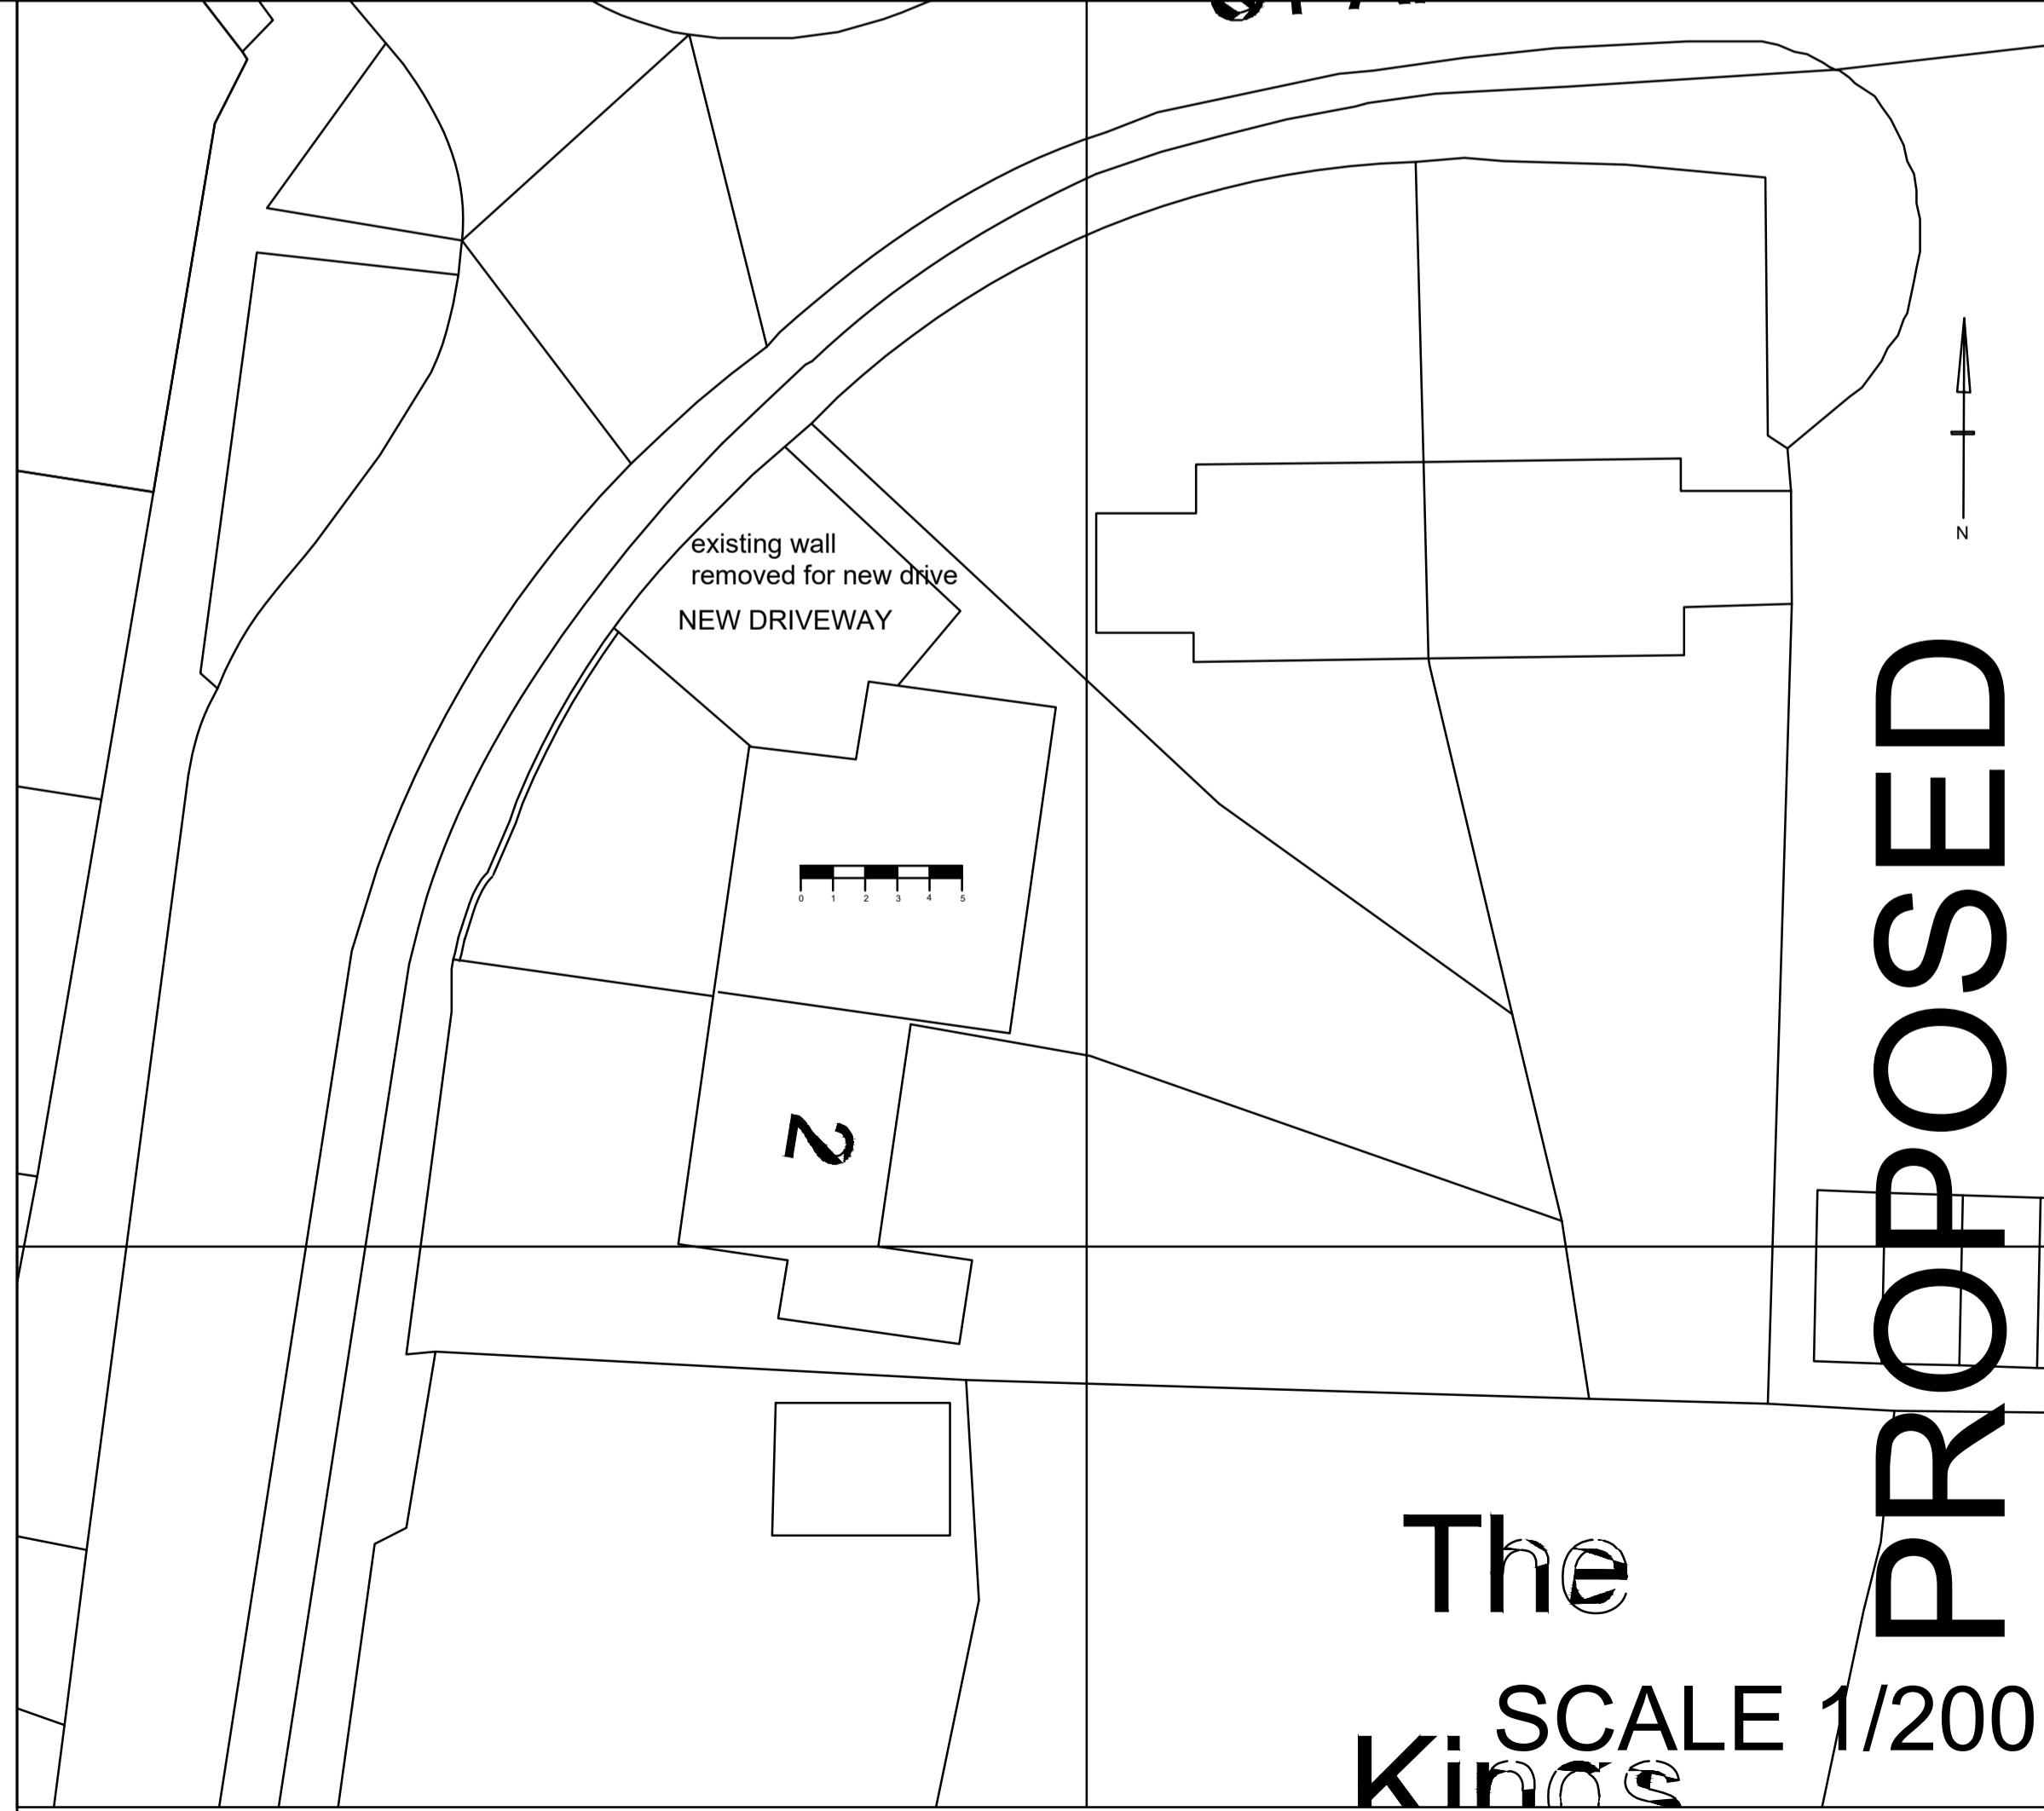 existing wall
removed for new drive
NEW DRIVEWAY
N
0 1 2 3 4 5
2
PROPOSED
The
SCALE 1/200
Kings